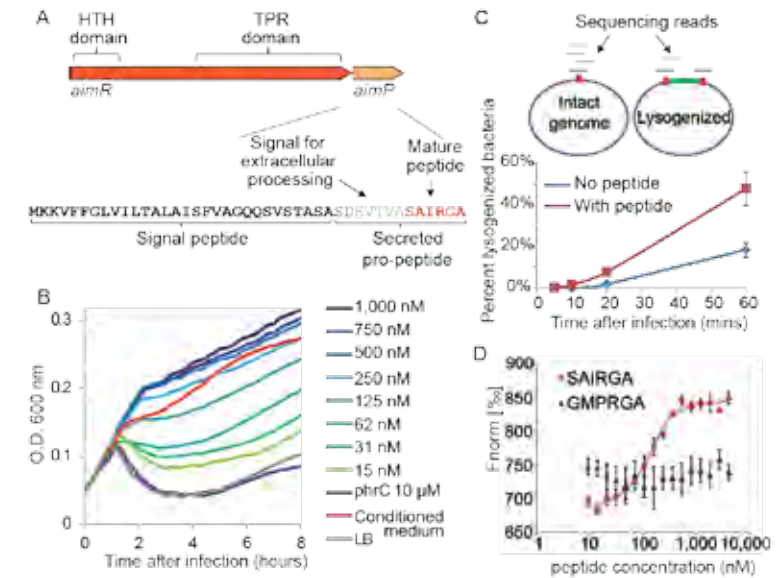 A
HTH
domain
TPR
domain
aimR
aimP
Signal for
extracellular
processing
Mature
peptide
MKKVFFGLVILTALAISFVAGQQSVSTASASDEVTVASAIRGA
Signal peptide
Secreted
pro-peptide
B
O.D. 600 nm
0.3
0.2
0.1
0
0 2 4 6 8
Time after infection (hours)
1,000 nM
750 nM
500 nM
250 nM
125 nM
62 nM
31 nM
15 nM
phrC 10 µM
Conditioned
medium
LB
C
Sequencing reads
Intact
genome
Lysogenized
Percent lysogenized bacteria
60%
40%
20%
0%
No peptide
With peptide
0 10 20 30 40 50 60
Time after infection (mins)
D
Fnorm [‰]
900
850
800
750
700
650
SAIRGA
GMPRGA
1 10 100 1,000 10,000
peptide concentration (nM)